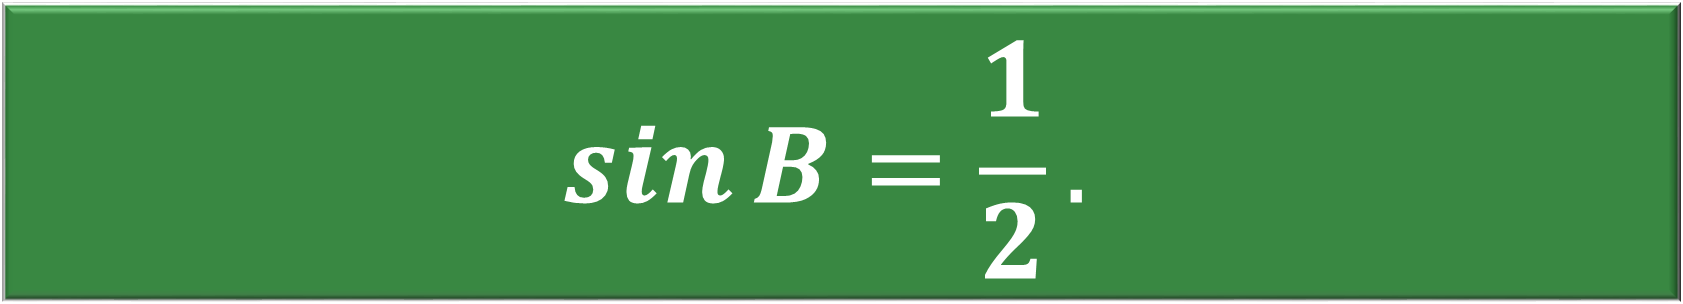 sin B = 1/2.